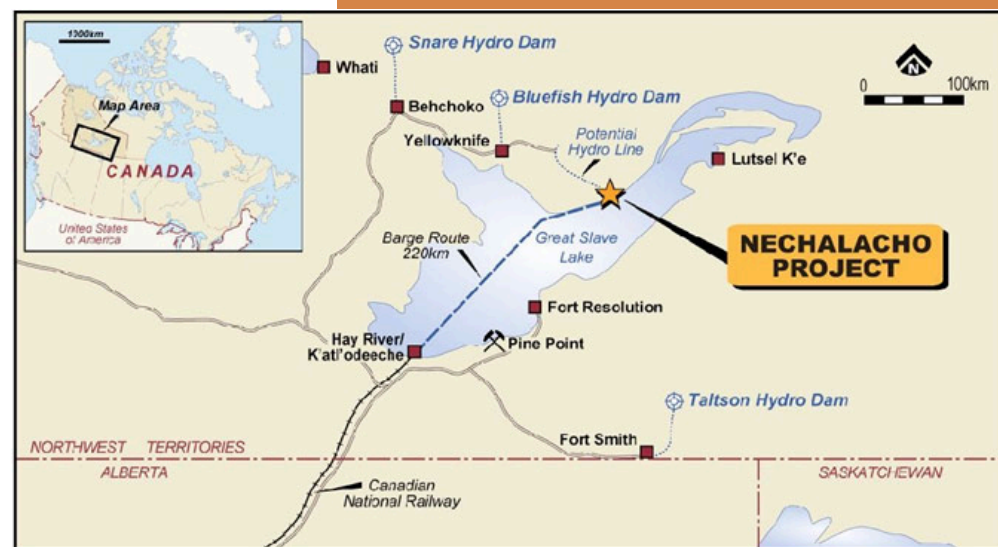 1000km
Map Area
CANADA
United States
of America
Snare Hydro Dam
Whati
N
0
100km
Behchoko
Bluefish Hydro Dam
Yellowknife
Potential
Hydro Line
Lutsel K'e
Barge Route
220km
Great Slave
Lake
NECHALACHO
PROJECT
Fort Resolution
Hay River/
K'atl'odeeche
Pine Point
Taltson Hydro Dam
Fort Smith
NORTHWEST TERRITORIES
ALBERTA
SASKATCHEWAN
Canadian
National Railway